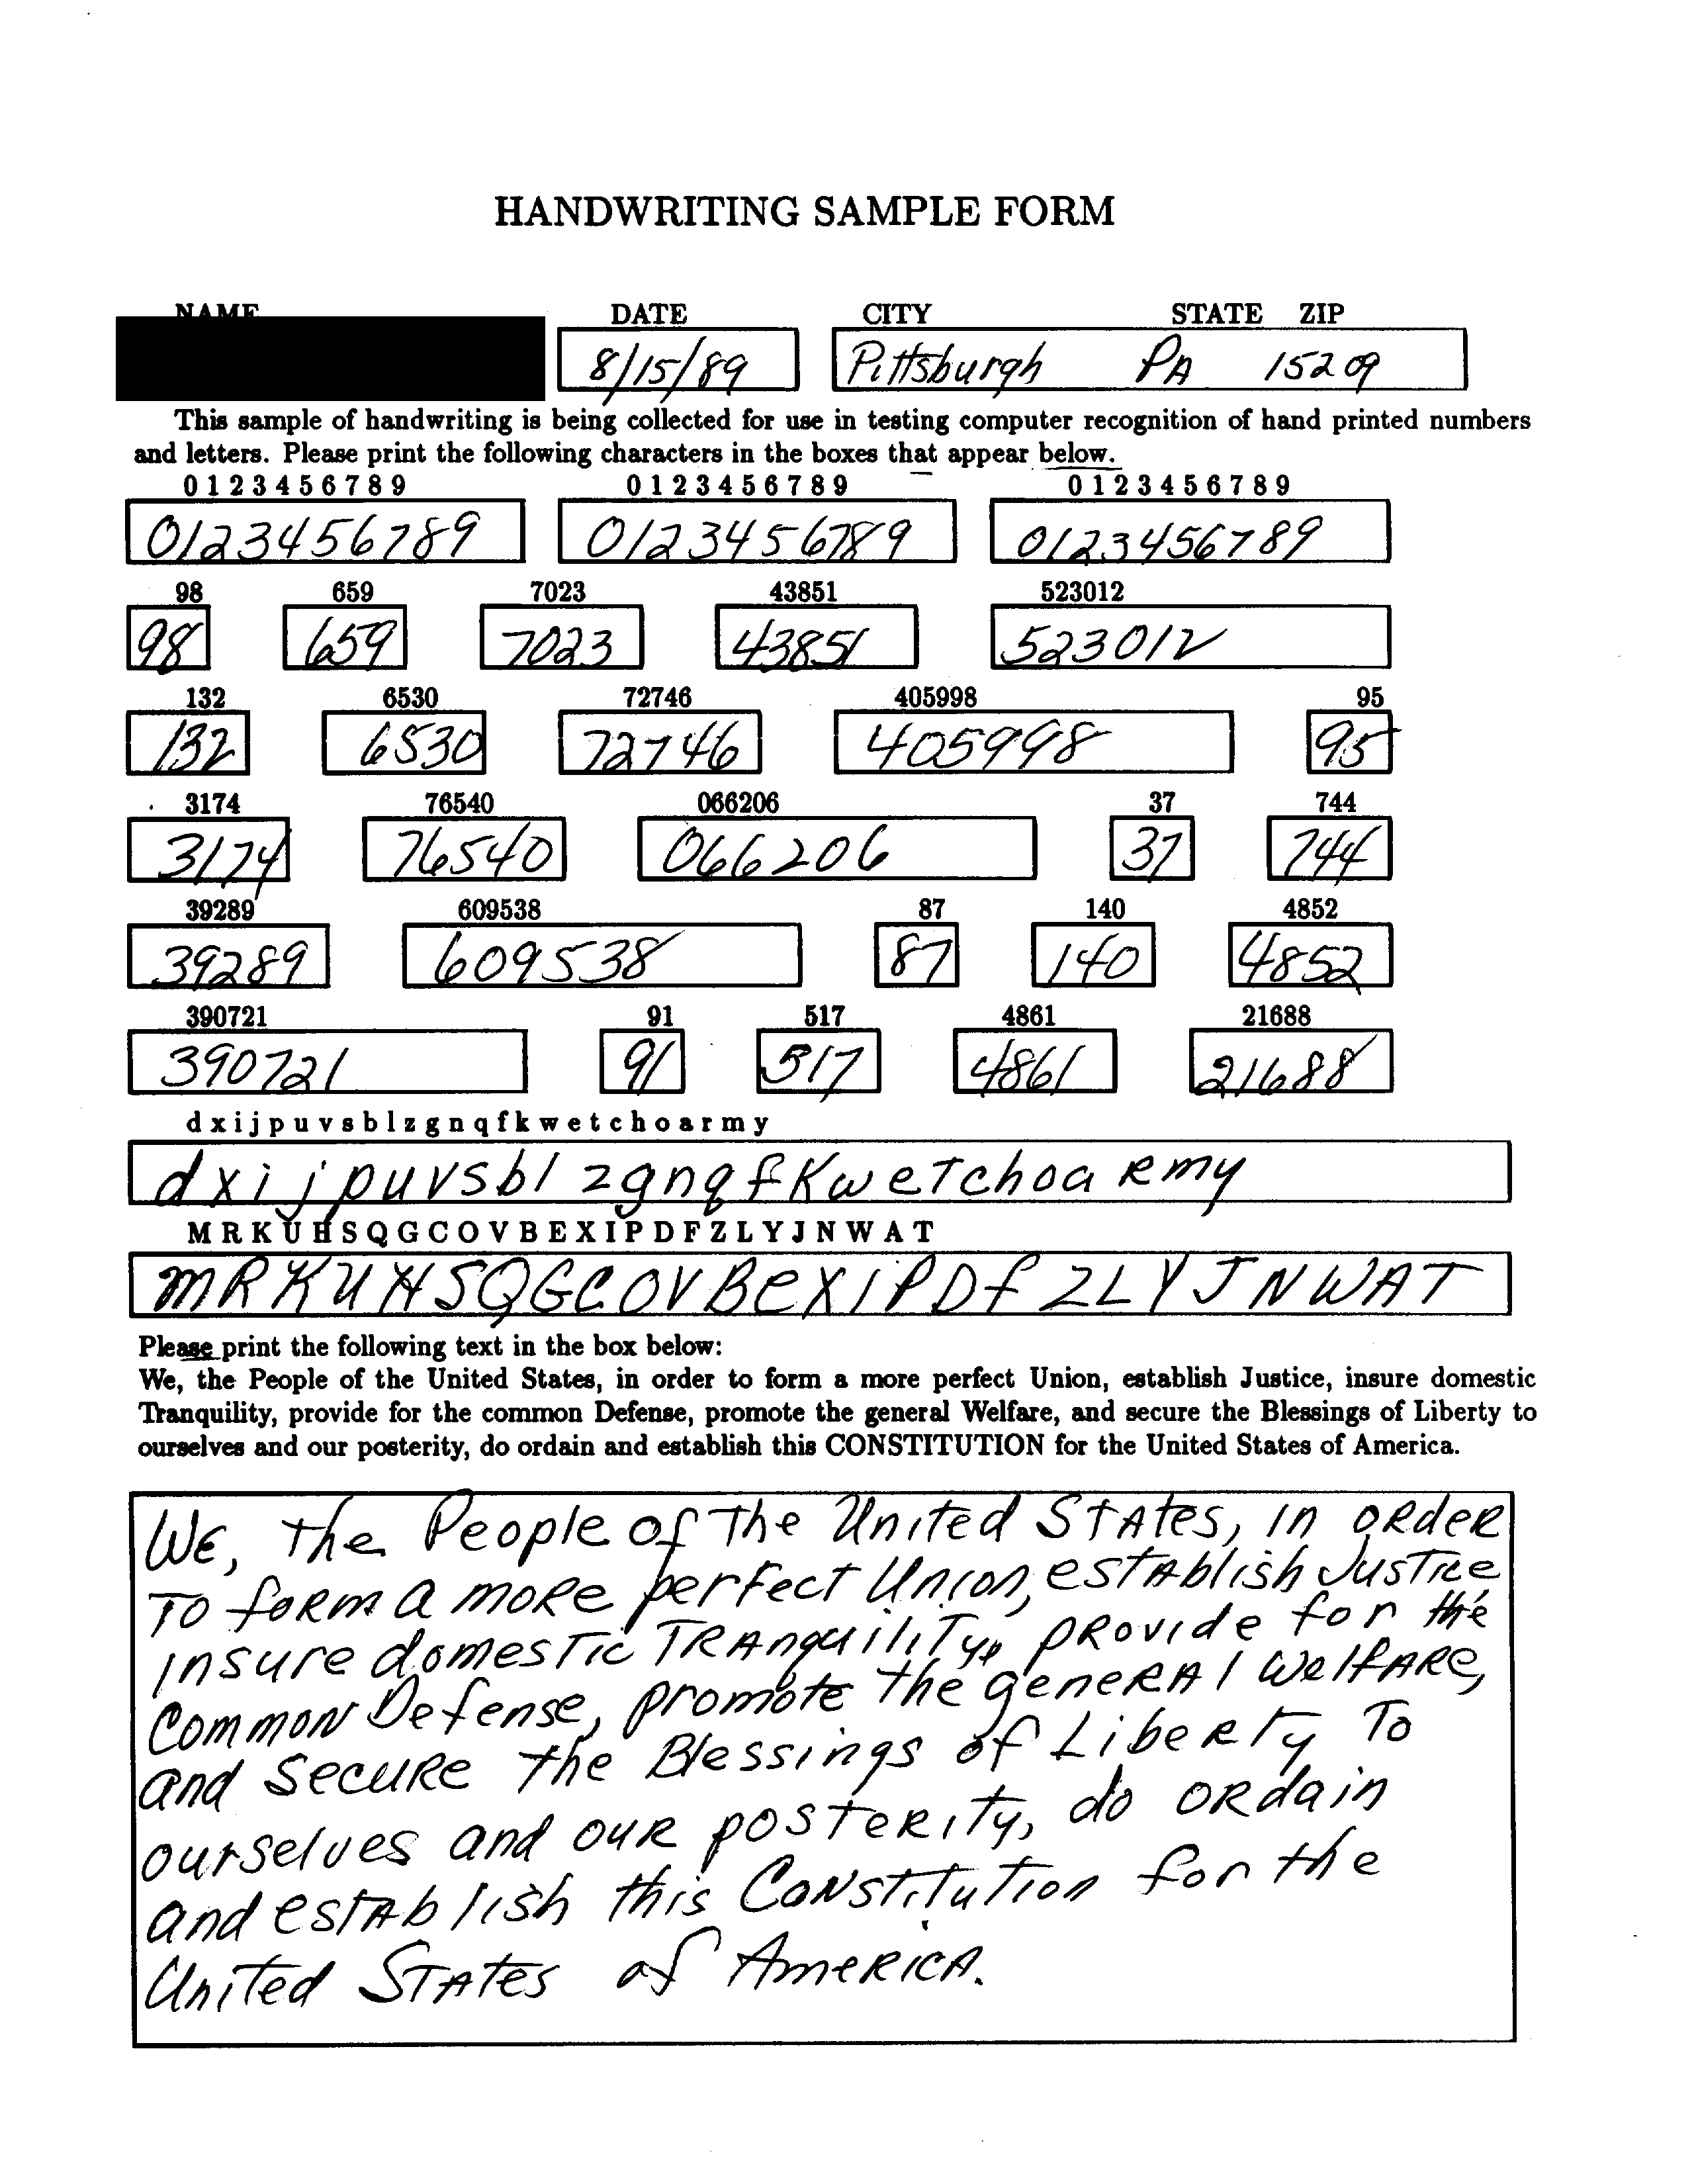 HANDWRITING SAMPLE FORM
NAME DATE CITY STATE ZIP
8/15/89 Pittsburgh PA 15209
This sample of handwriting is being collected for use in testing computer recognition of hand printed numbers
and letters. Please print the following characters in the boxes that appear below.
0 1 2 3 4 5 6 7 8 9 0 1 2 3 4 5 6 7 8 9 0 1 2 3 4 5 6 7 8 9
0123456789 0123456789 0123456789
98 659 7023 43851 523012
98 659 7023 43851 523012
132 6530 72746 405998 95
132 6530 72746 405998 95
3174 76540 066206 37 744
3174 76540 066206 37 744
39289 609538 87 140 4852
39289 609538 87 140 4852
390721 91 517 4861 21688
390721 91 517 4861 21688
d x i j p u v s b l z g n q f k w e t c h o a r m y
dxijpuvsblzgnqfKweTchoaRmy
M R K U H S Q G C O V B E X I P D F Z L Y J N W A T
mRKUHSQGCOVBeXIPDfZLYJNWAT
Please print the following text in the box below:
We, the People of the United States, in order to form a more perfect Union, establish Justice, insure domestic
Tranquility, provide for the common Defense, promote the general Welfare, and secure the Blessings of Liberty to
ourselves and our posterity, do ordain and establish this CONSTITUTION for the United States of America.
WE, the People of The UniTed STAtes, in oRdeR
To foRm a moRe perfecT Union, esTAblish JusTice
insure domesTic TRAnquiliTy, pRovide for the
Common Defense, promote the geneRAl WelfARe,
and SecuRe the Blessings of LibeRTy To
ourselves and ouR posTeRiTy, do oRdain
and esTAblish this ConsTiTuTion for the
UniTed STAtes of AmeRicA.